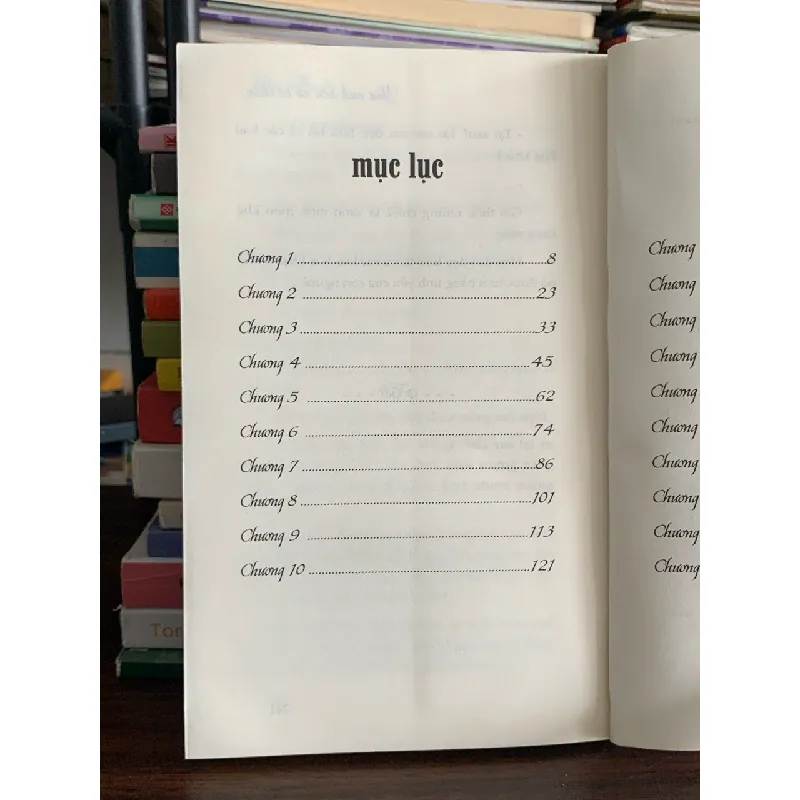 mục lục
Chương 1 ........ 8
Chương 2 ........ 23
Chương 3 ........ 33
Chương 4 ........ 45
Chương 5 ........ 62
Chương 6 ........ 74
Chương 7 ........ 86
Chương 8 ........ 101
Chương 9 ........ 113
Chương 10 ........ 121
Chương
Chương
Chương
Chương
Chương
Chương
Chương
Chương
Chương
Chương
Tor